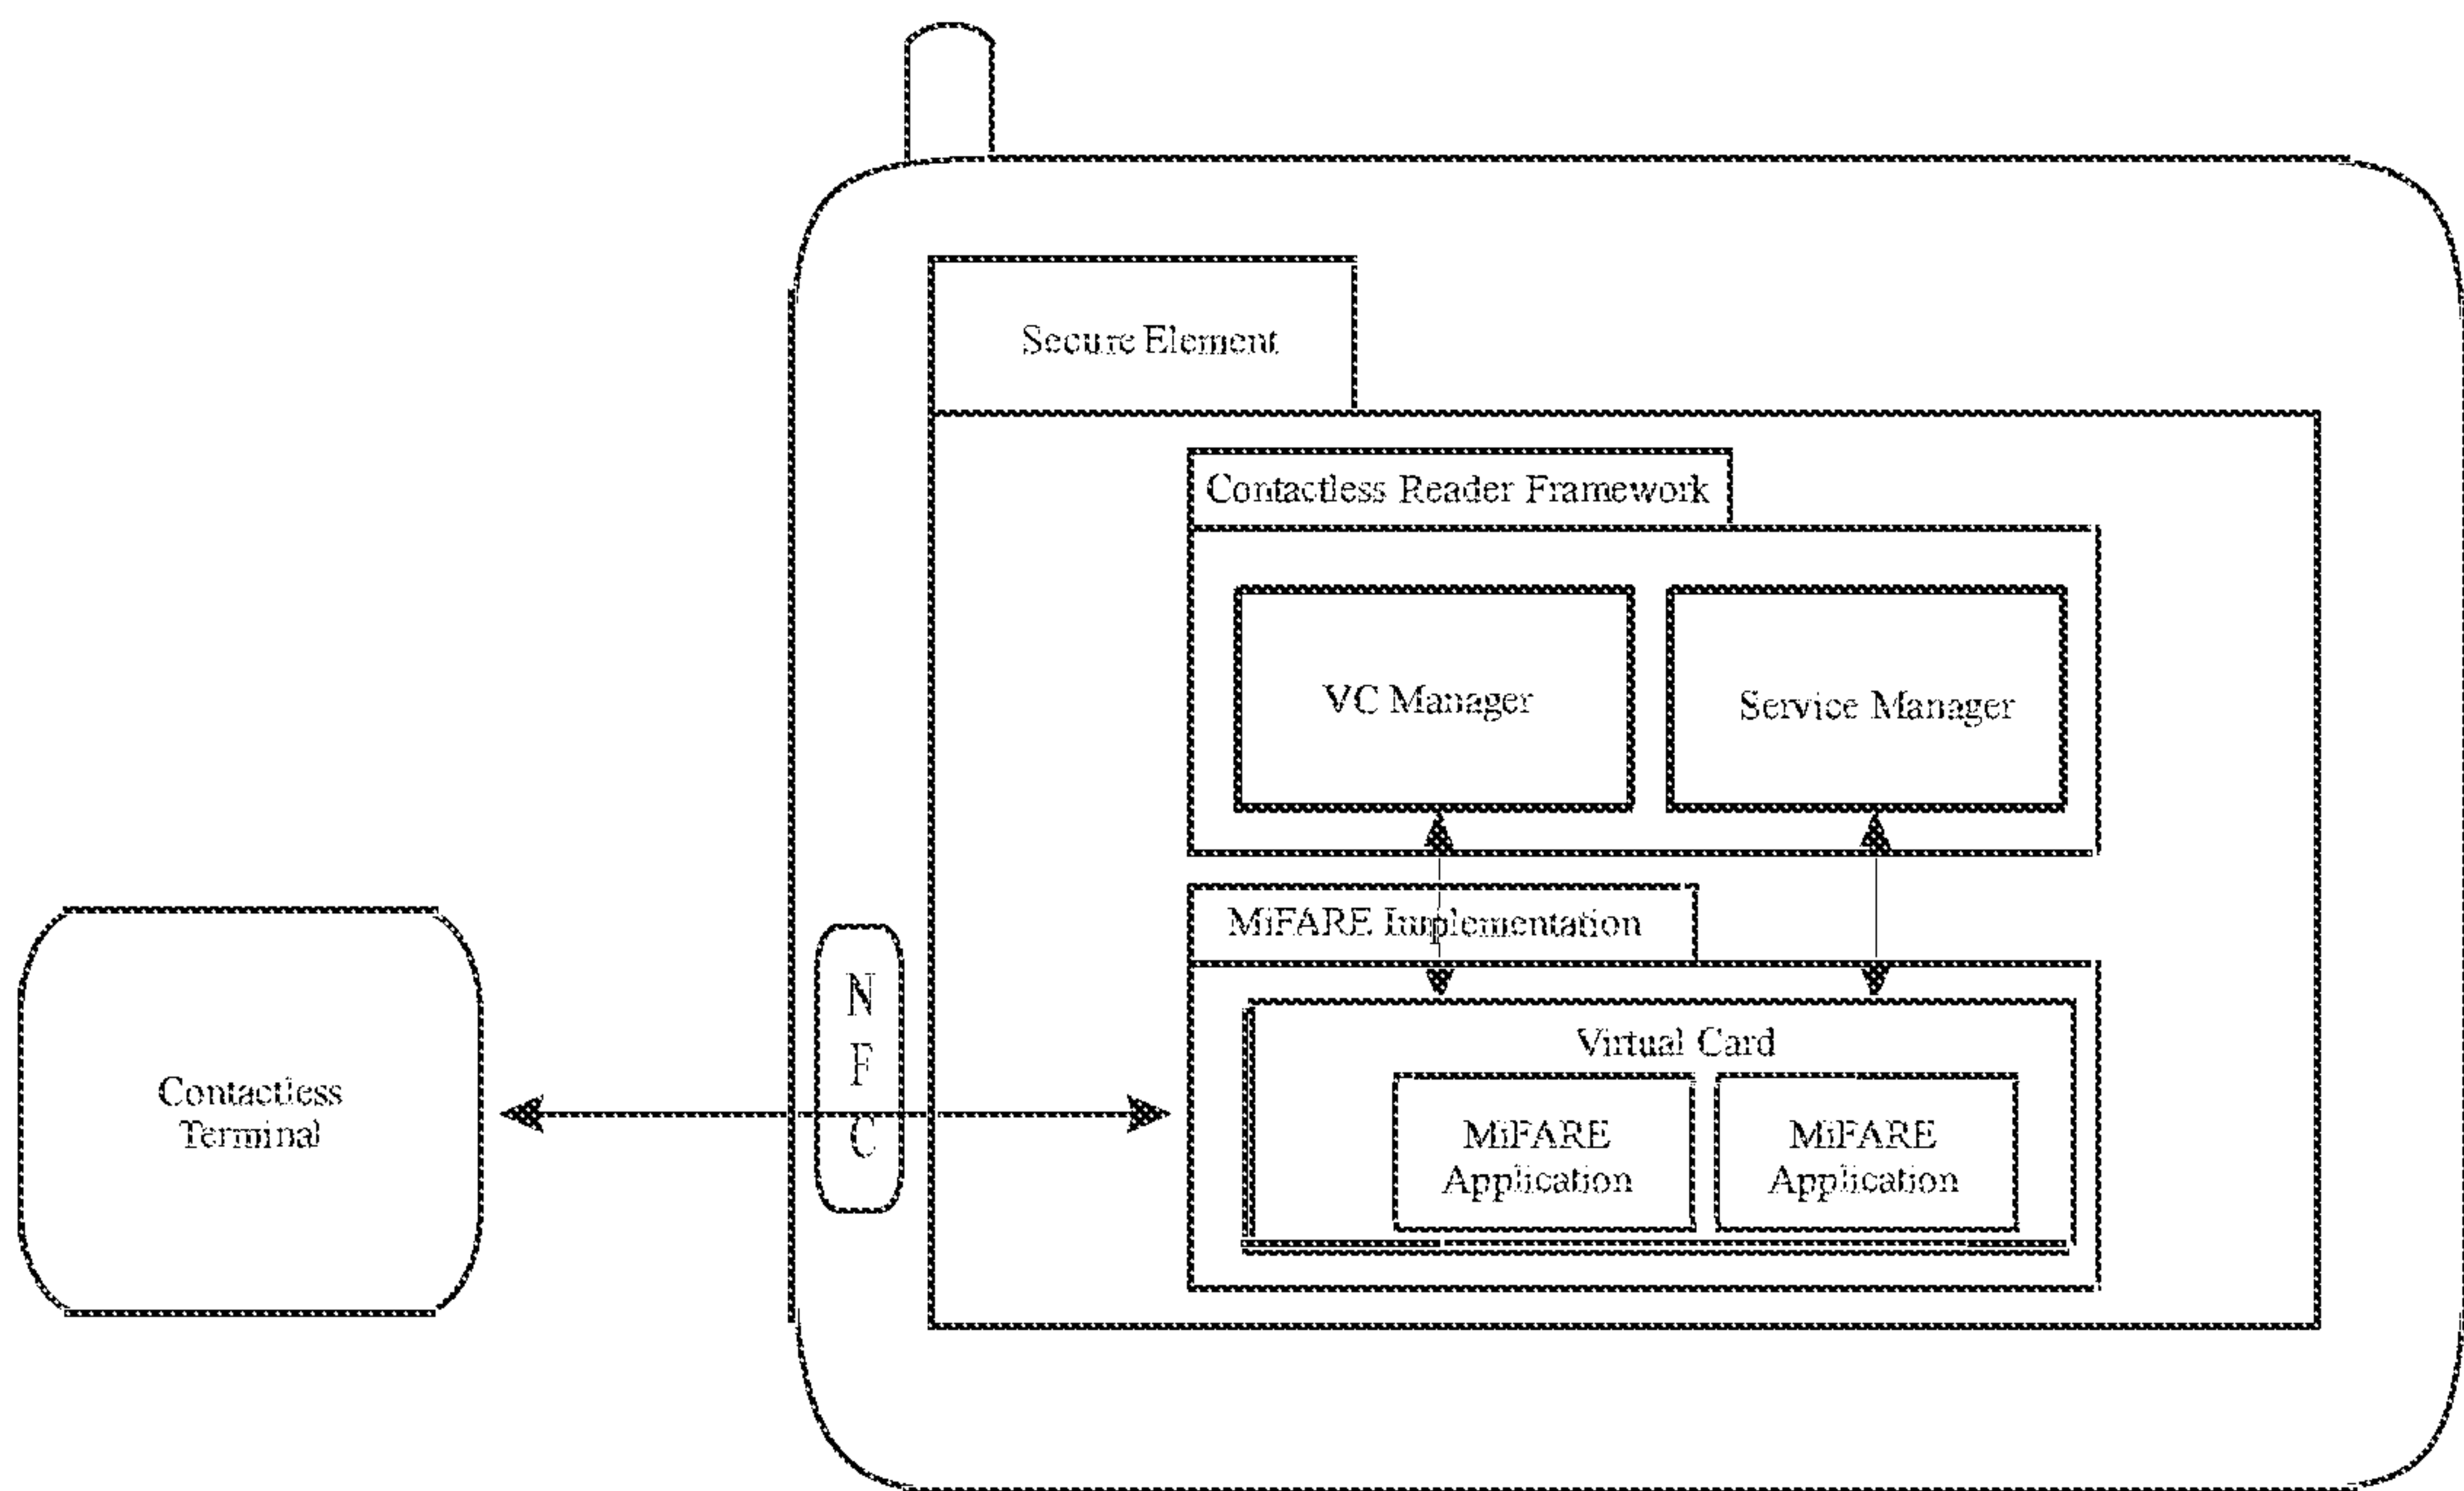 Secure Element
Contactless Reader Framework
VC Manager
Service Manager
MiFARE Implementation
N
F
C
Contactless
Terminal
Virtual Card
MiFARE
Application
MiFARE
Application